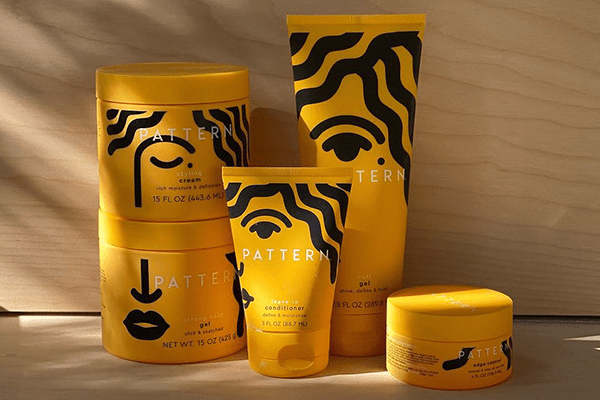 PATTERN
styling
cream
rich moisture & definition
15 FL OZ (443.6 ML)
PATTERN
strong hold
gel
slick & snatched
NET WT. 15 OZ (425 g
PATTERN
leave-in
conditioner
define & moisturize
3 FL OZ (88.7 ML)
TTERN
curl
gel
shine, define & hold
PATTERN
edge control